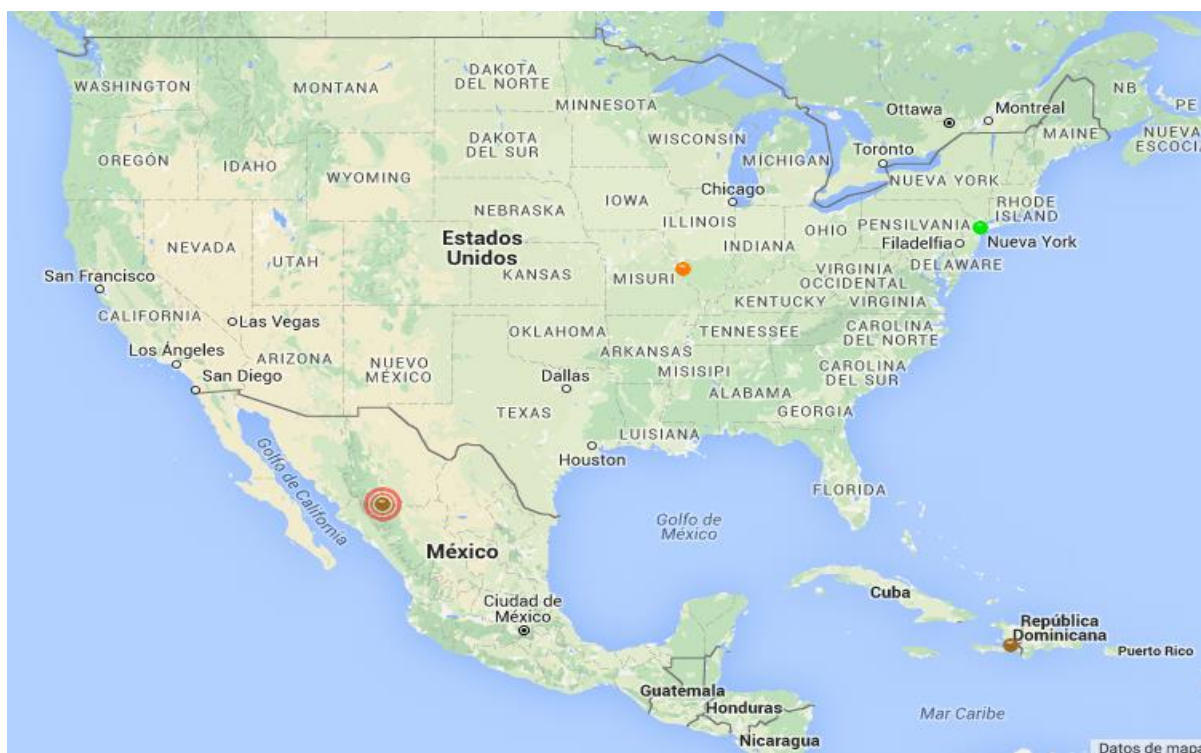 WASHINGTON
MONTANA
DAKOTA
DEL NORTE
MINNESOTA
Ottawa
Montreal
NB
PE
MAINE
NUEVA
ESCOCIA
OREGÓN
IDAHO
WYOMING
DAKOTA
DEL SUR
WISCONSIN
MICHIGAN
Toronto
NUEVA YORK
RHODE
ISLAND
Chicago
IOWA
NEBRASKA
ILLINOIS
INDIANA
OHIO
PENSILVANIA
Filadelfia
Nueva York
NEVADA
UTAH
Estados
Unidos
KANSAS
MISURI
VIRGINIA
OCCIDENTAL
DELAWARE
San Francisco
CALIFORNIA
Las Vegas
KENTUCKY
VIRGINIA
Los Ángeles
ARIZONA
NUEVO
MÉXICO
OKLAHOMA
TENNESSEE
CAROLINA
DEL NORTE
San Diego
ARKANSAS
MISISIPI
CAROLINA
DEL SUR
Dallas
ALABAMA
TEXAS
GEORGIA
LUISIANA
Houston
FLORIDA
Golfo de California
Golfo de
México
México
Ciudad de
México
Cuba
República
Dominicana
Puerto Rico
Guatemala
Honduras
Nicaragua
Mar Caribe
Datos de mapa